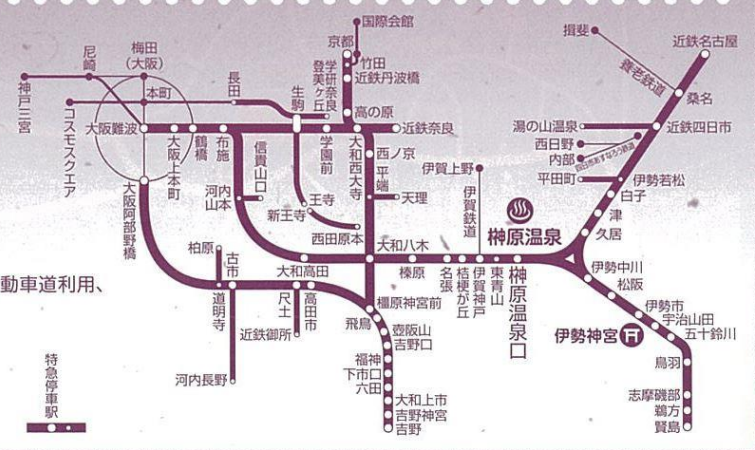 国際会館
京都
竹田
近鉄丹波橋
高の原
学研奈良
登美ヶ丘
揖斐
養老鉄道
近鉄名古屋
桑名
近鉄四日市
湯の山温泉
西日野
内部
四日市あすなろう鉄道
平田町
伊勢若松
白子
津
久居
尼崎
梅田
(大阪)
本町
長田
生駒
神戸三宮
コスモスクエア
大阪難波
大阪上本町
鶴橋
布施
学園前
大和西大寺
近鉄奈良
西ノ京
平端
天理
信貴山口
河内山本
王寺
新王寺
西田原本
大阪阿部野橋
伊賀上野
伊賀鉄道
榊原温泉
大和高田
大和八木
榛原
名張
桔梗が丘
伊賀神戸
東青山
榊原温泉口
伊勢中川
松阪
伊勢市
宇治山田
五十鈴川
伊勢神宮
鳥羽
志摩磯部
鵜方
賢島
動車道利用、
柏原
古市
道明寺
尺土
高田市
近鉄御所
河内長野
橿原神宮前
飛鳥
壺阪山
吉野口
福神
下市口
六田
大和上市
吉野神宮
吉野
特急停車駅